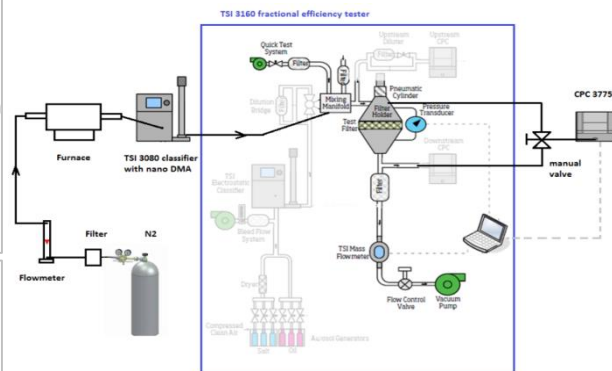 TSI 3160 fractional efficiency tester
Quick Test
System
Filter
Filter
Upstream
Diluter
Upstream
CPC
Filter
Mixing
Manifold
Pneumatic
Cylinder
Filter
Holder
Pressure
Transducer
Test
Filter
Dilution
Bridge
Downstream
CPC
CPC 3775
manual
valve
Furnace
TSI 3080 classifier
with nano DMA
TSI
Electrostatic
Classifier
Filter
Bleed Flow
System
TSI Mass
Flowmeter
Flowmeter
Filter
N2
Dryer
Flow Control
Valve
Vacuum
Pump
Compressed
Clean Air
Salt
Oil
Generators